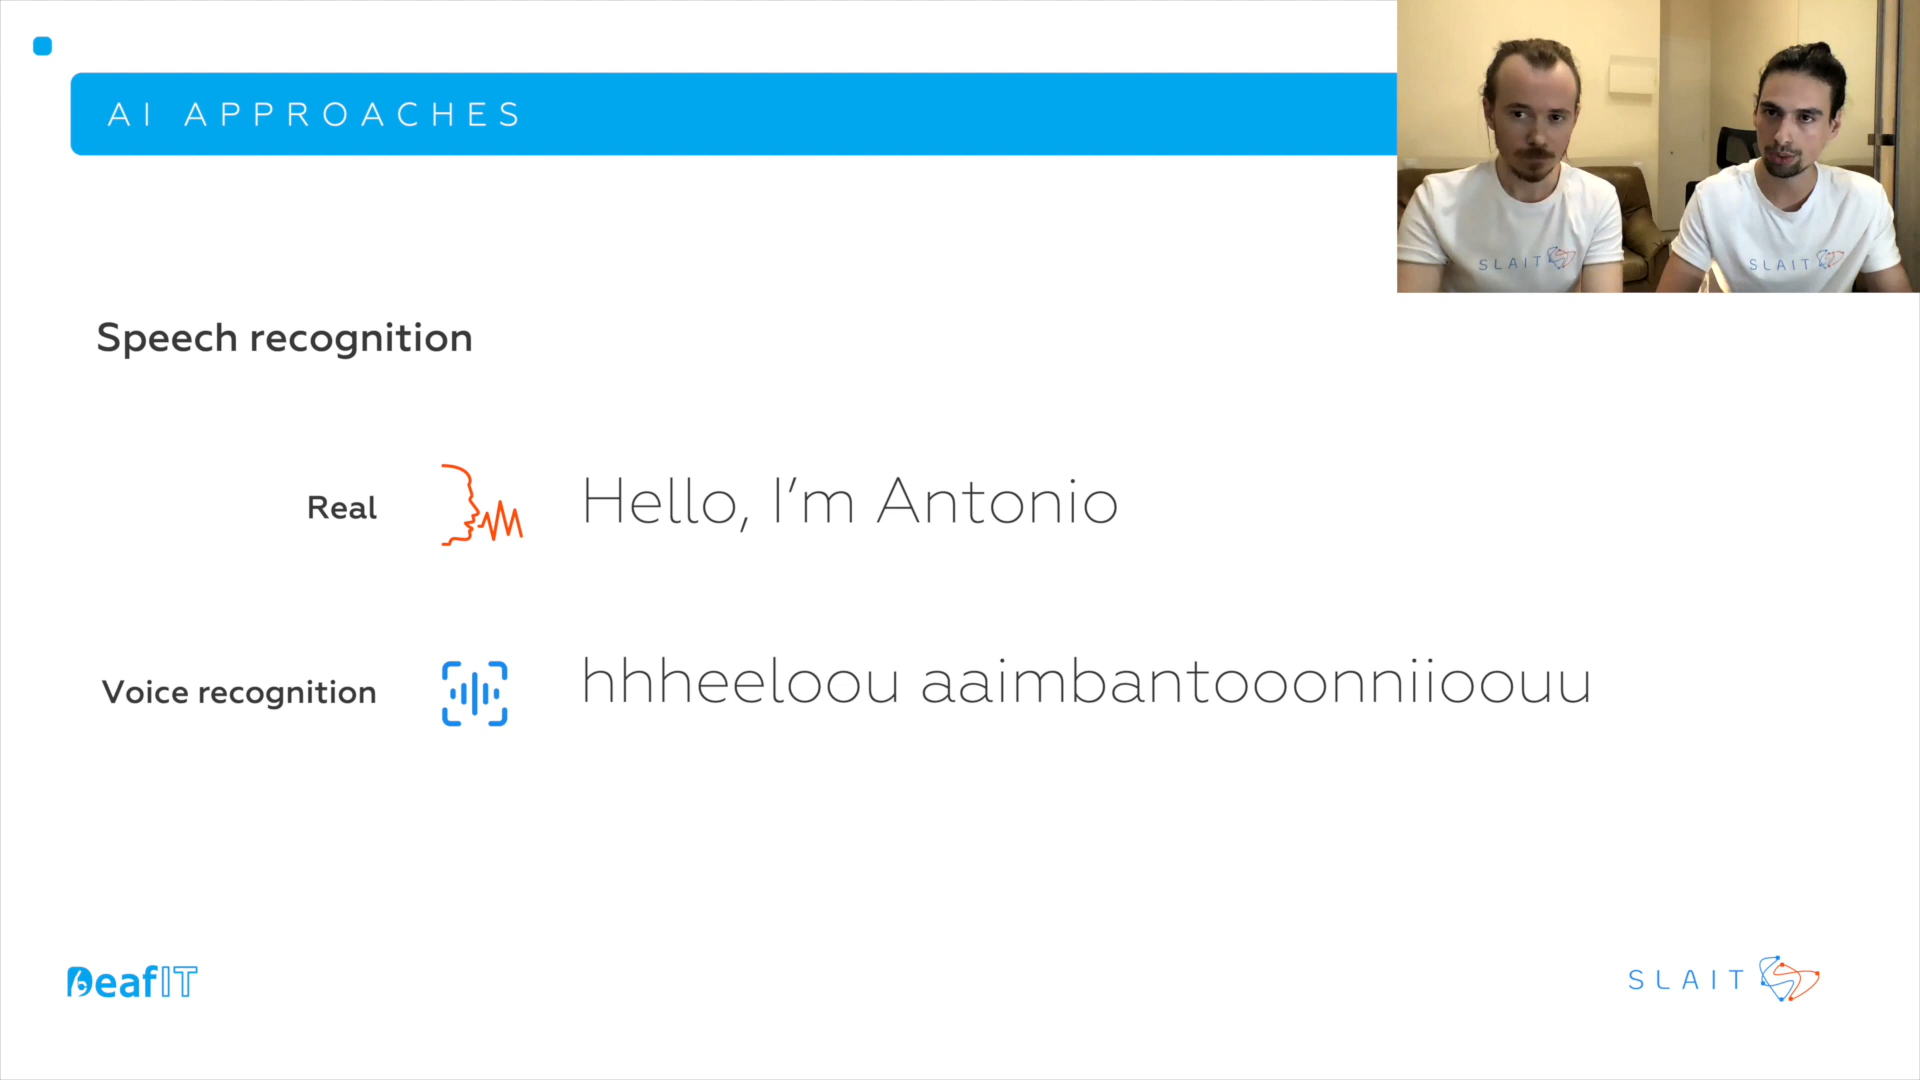 AI APPROACHES
SLAIT
SLAIT
Speech recognition
Real
Hello, I'm Antonio
Voice recognition
hhheeloou aaimbantooonniioouu
DeafIT
SLAIT